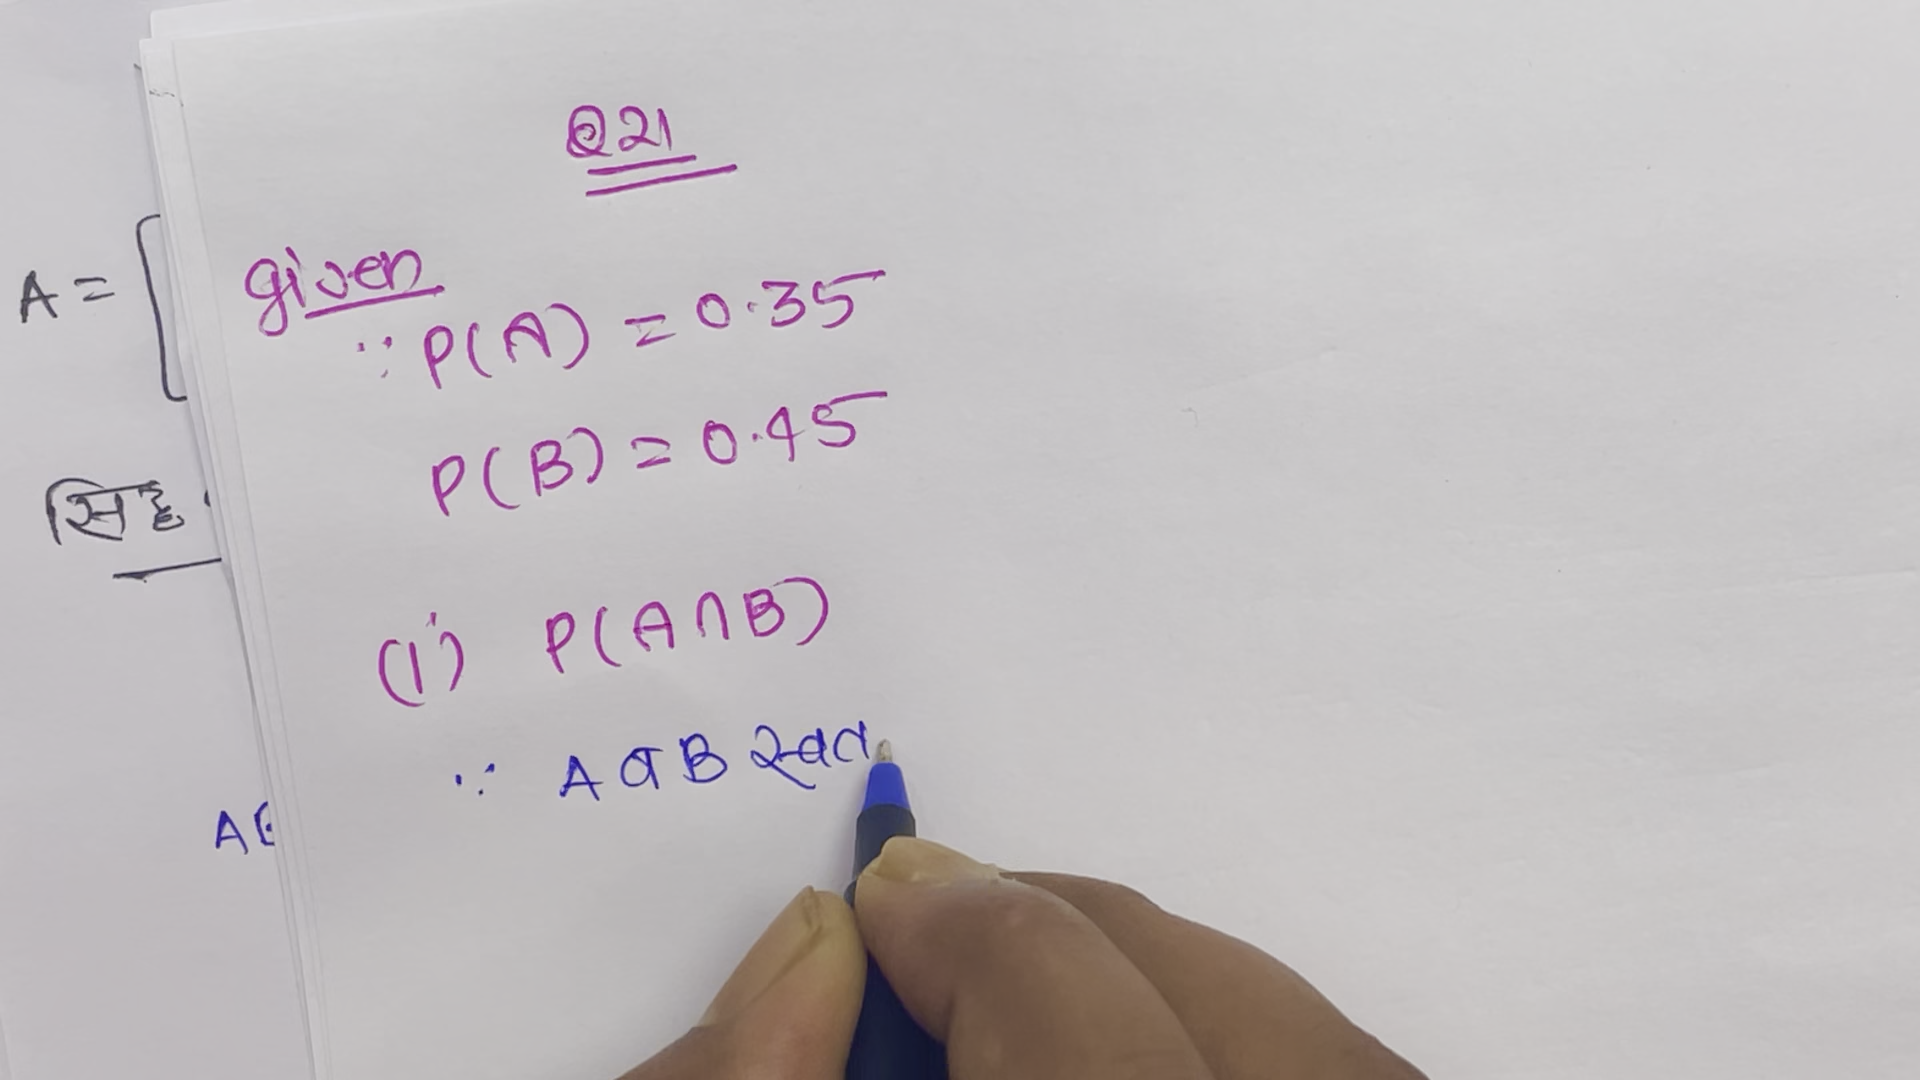 Q21
given
∵ P(A) = 0.35
P(B) = 0.45
(i) P(A∩B)
∵ A व B स्वत
A =
सिद्ध
A